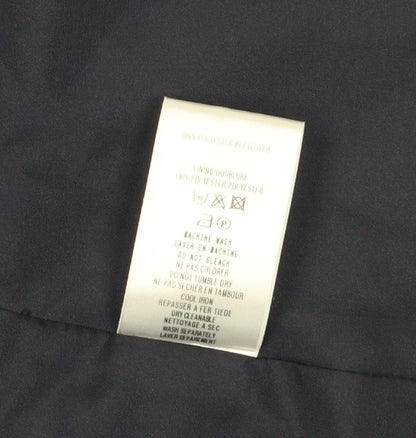 100% POLYESTER/POLYESTER
LINING/DOUBLURE
100% POLYESTER/POLYESTER
P
MACHINE WASH
LAVER EN MACHINE
DO NOT BLEACH
NE PAS CHLORER
DO NOT TUMBLE DRY
NE PAS SECHER EN TAMBOUR
COOL IRON
REPASSER A FER TIEDE
DRY CLEANABLE
NETTOYAGE A SEC
WASH SEPARATELY
LAVER SEPAREMENT